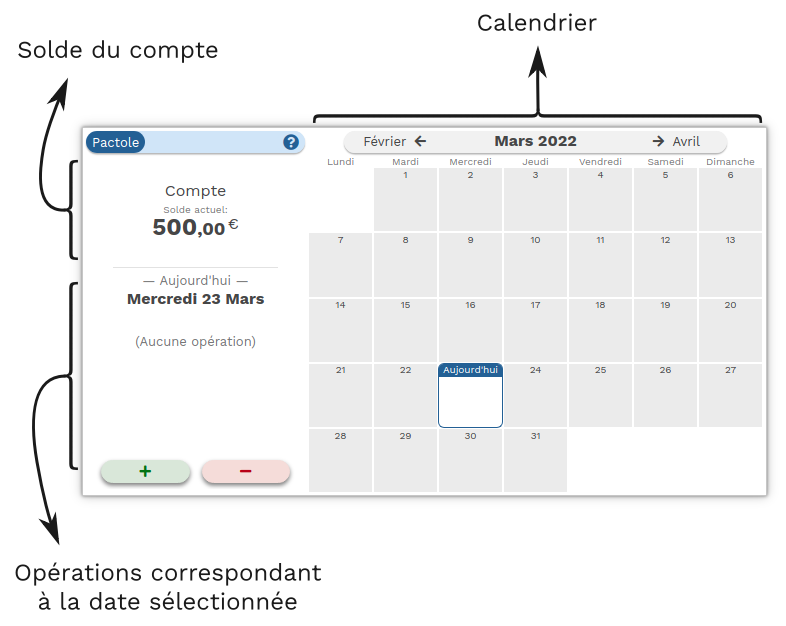 Calendrier
Solde du compte
Pactole ?
Février ← Mars 2022 → Avril
Lundi Mardi Mercredi Jeudi Vendredi Samedi Dimanche
1 2 3 4 5 6
Compte
Solde actuel:
500,00 €
7 8 9 10 11 12 13
— Aujourd'hui —
Mercredi 23 Mars
14 15 16 17 18 19 20
(Aucune opération)
21 22 Aujourd'hui 24 25 26 27
28 29 30 31
+ −
Opérations correspondant
à la date sélectionnée